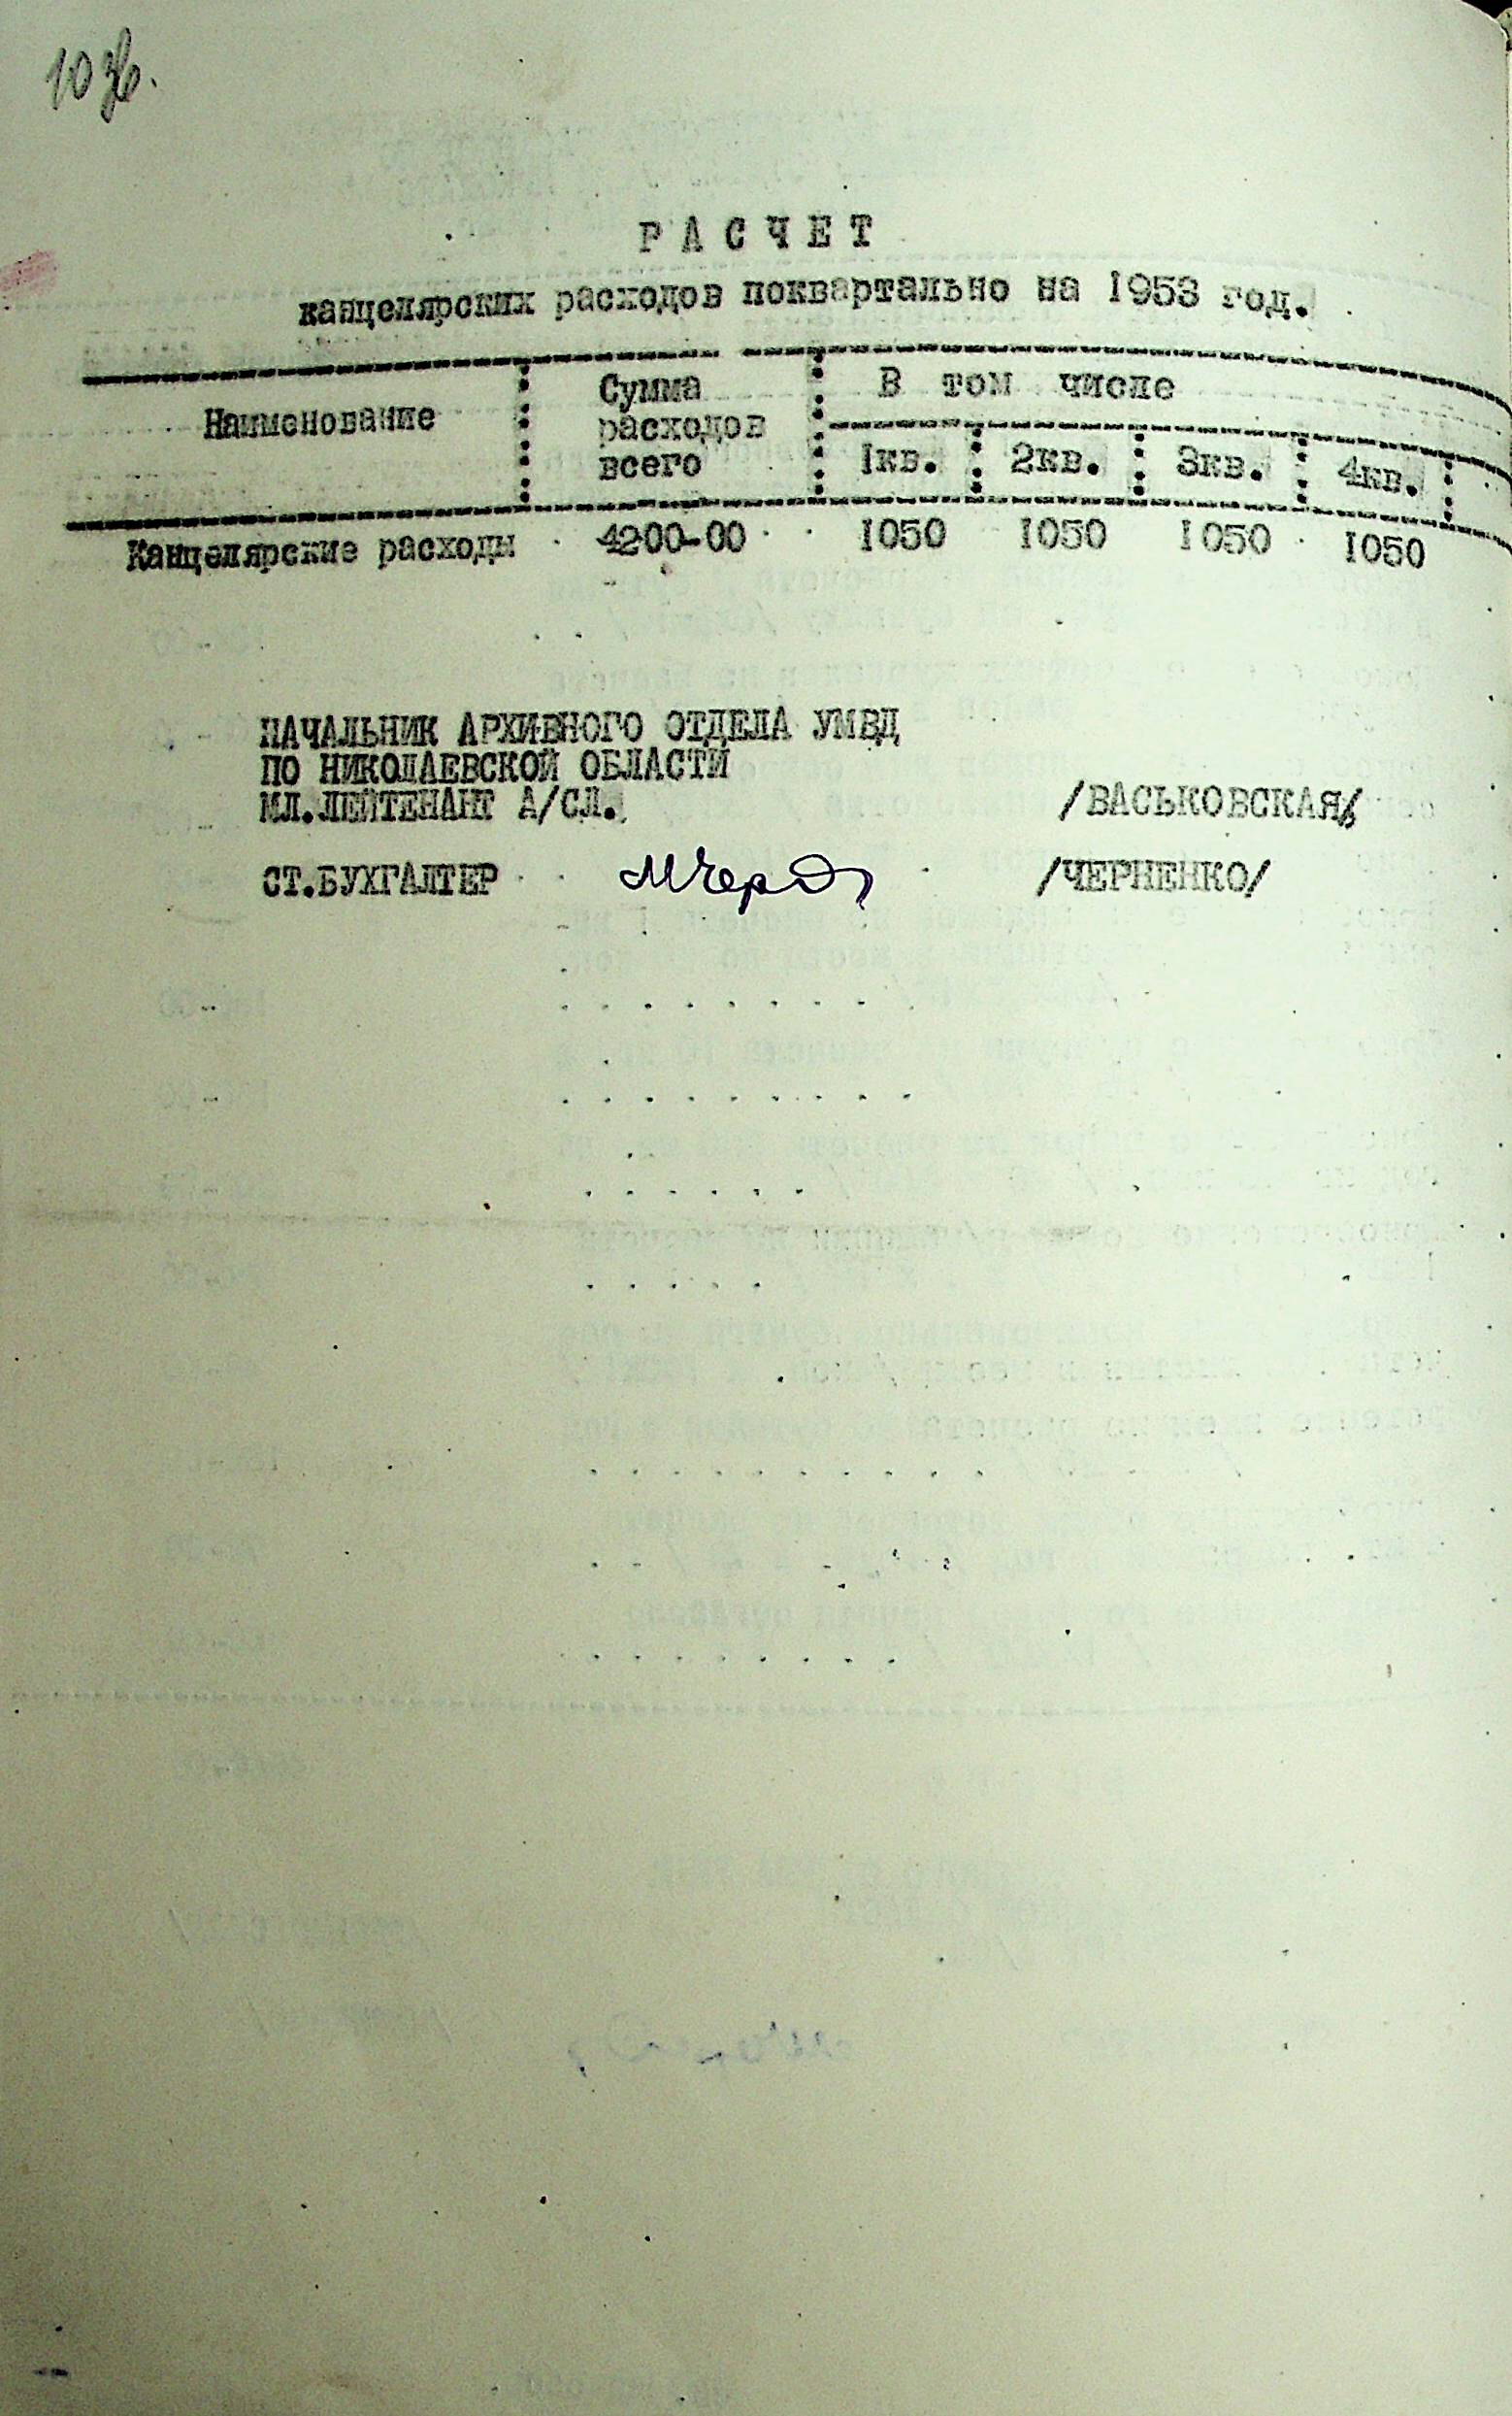 10
Р А С Ч Е Т
канцелярских расходов поквартально на 1953 год.
Наименование Сумма расходов всего В том числе
1кв. 2кв. 3кв. 4кв.
Канцелярские расходы 4200-00 1050 1050 1050 1050
НАЧАЛЬНИК АРХИВНОГО ОТДЕЛА УМВД
ПО НИКОЛАЕВСКОЙ ОБЛАСТИ
МЛ.ЛЕЙТЕНАНТ А/СЛ. /ВАСЬКОВСКАЯ/
СТ.БУХГАЛТЕР /ЧЕРНЕНКО/